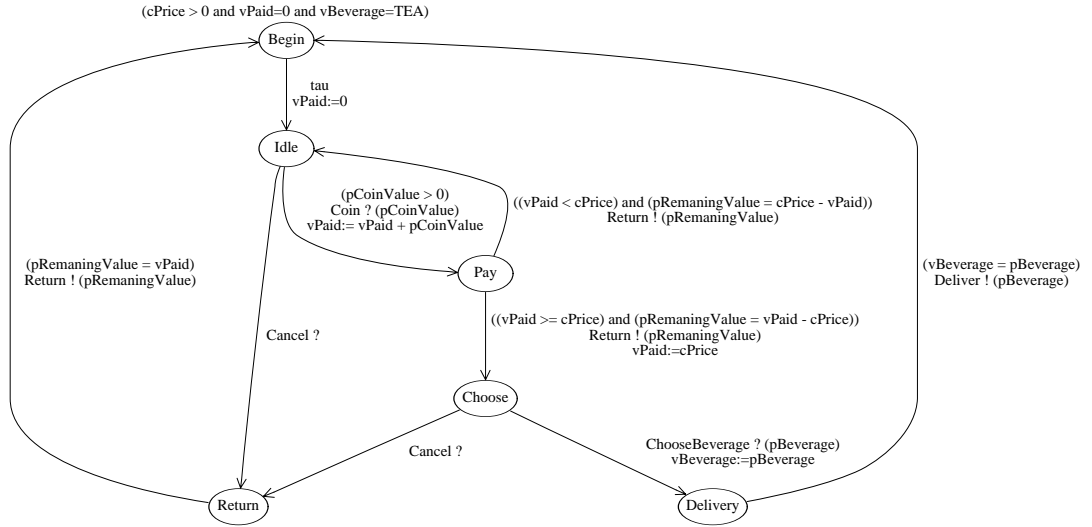 (cPrice > 0 and vPaid=0 and vBeverage=TEA)
Begin
tau
vPaid:=0
Idle
(pCoinValue > 0)
Coin ? (pCoinValue)
vPaid:= vPaid + pCoinValue
((vPaid < cPrice) and (pRemaningValue = cPrice - vPaid))
Return ! (pRemaningValue)
(pRemaningValue = vPaid)
Return ! (pRemaningValue)
Pay
(vBeverage = pBeverage)
Deliver ! (pBeverage)
Cancel ?
((vPaid >= cPrice) and (pRemaningValue = vPaid - cPrice))
Return ! (pRemaningValue)
vPaid:=cPrice
Choose
Cancel ?
ChooseBeverage ? (pBeverage)
vBeverage:=pBeverage
Return
Delivery